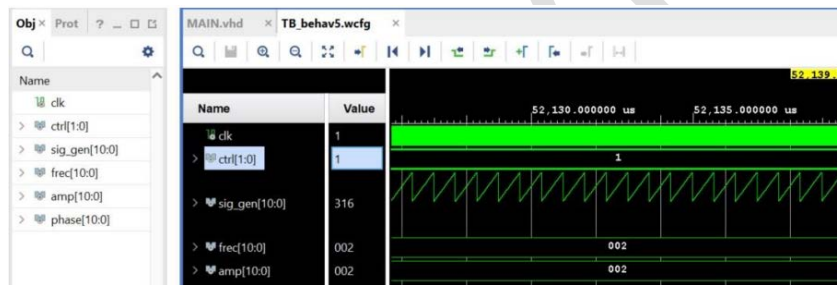 Obj × Prot ? _ □
MAIN.vhd × TB_behav5.wcfg ×
Name
clk
> ctrl[1:0]
> sig_gen[10:0]
> frec[10:0]
> amp[10:0]
> phase[10:0]
52,139.
Name Value
52,130.000000 us 52,135.000000 us
clk 1
> ctrl[1:0] 1 1
> sig_gen[10:0] 316
> frec[10:0] 002 002
> amp[10:0] 002 002